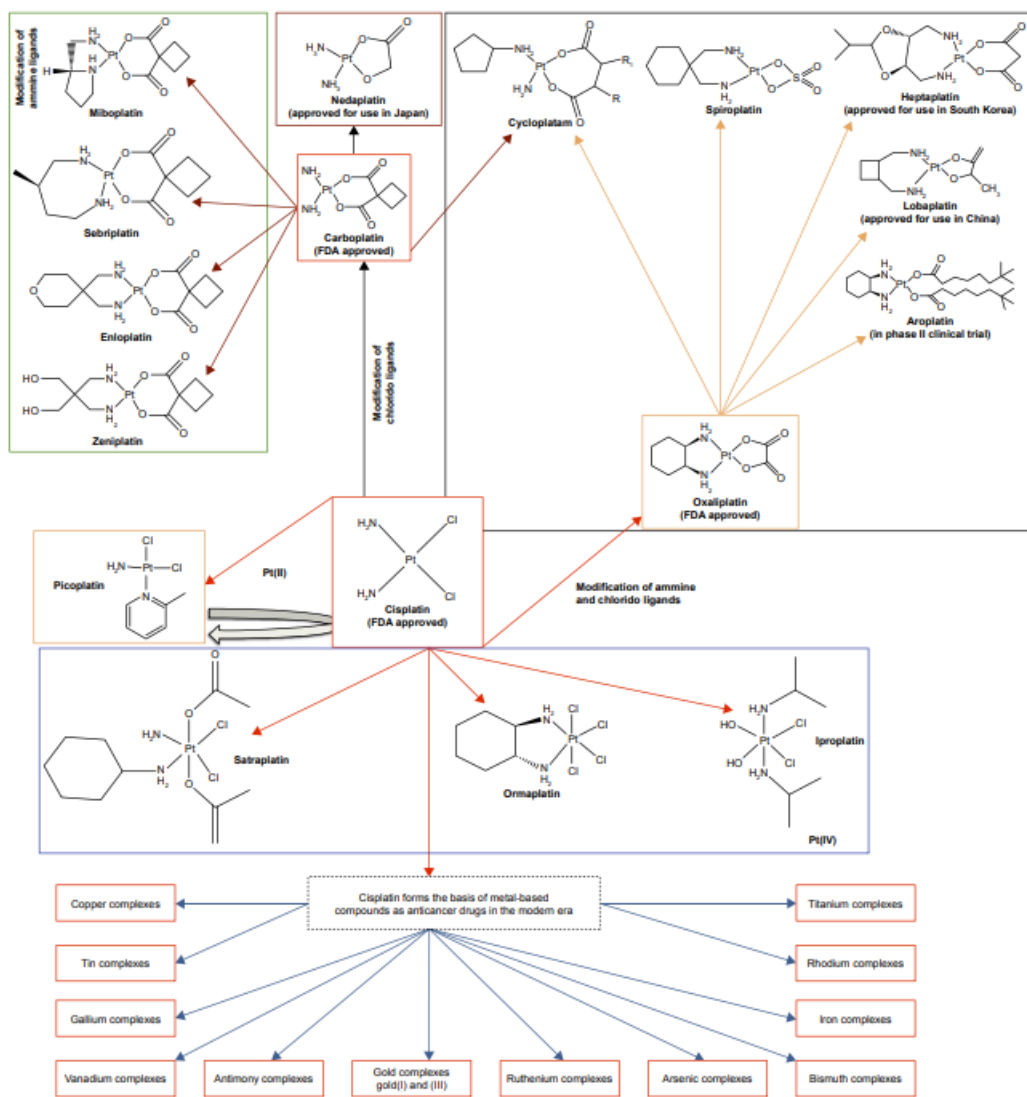 Modification of
ammine ligands
Miboplatin
Sebriplatin
Enloplatin
Zeniplatin
Nedaplatin
(approved for use in Japan)
Carboplatin
(FDA approved)
Cycloplatam
Spiroplatin
Heptaplatin
(approved for use in South Korea)
Lobaplatin
(approved for use in China)
Aroplatin
(in phase II clinical trial)
Modification of
chlorido ligands
Oxaliplatin
(FDA approved)
Picoplatin
Pt(II)
Cisplatin
(FDA approved)
Modification of ammine
and chlorido ligands
Satraplatin
Ormaplatin
Iproplatin
Pt(IV)
Cisplatin forms the basis of metal-based
compounds as anticancer drugs in the modern era
Copper complexes
Titanium complexes
Tin complexes
Rhodium complexes
Gallium complexes
Iron complexes
Vanadium complexes
Antimony complexes
Gold complexes
gold(I) and (III)
Ruthenium complexes
Arsenic complexes
Bismuth complexes